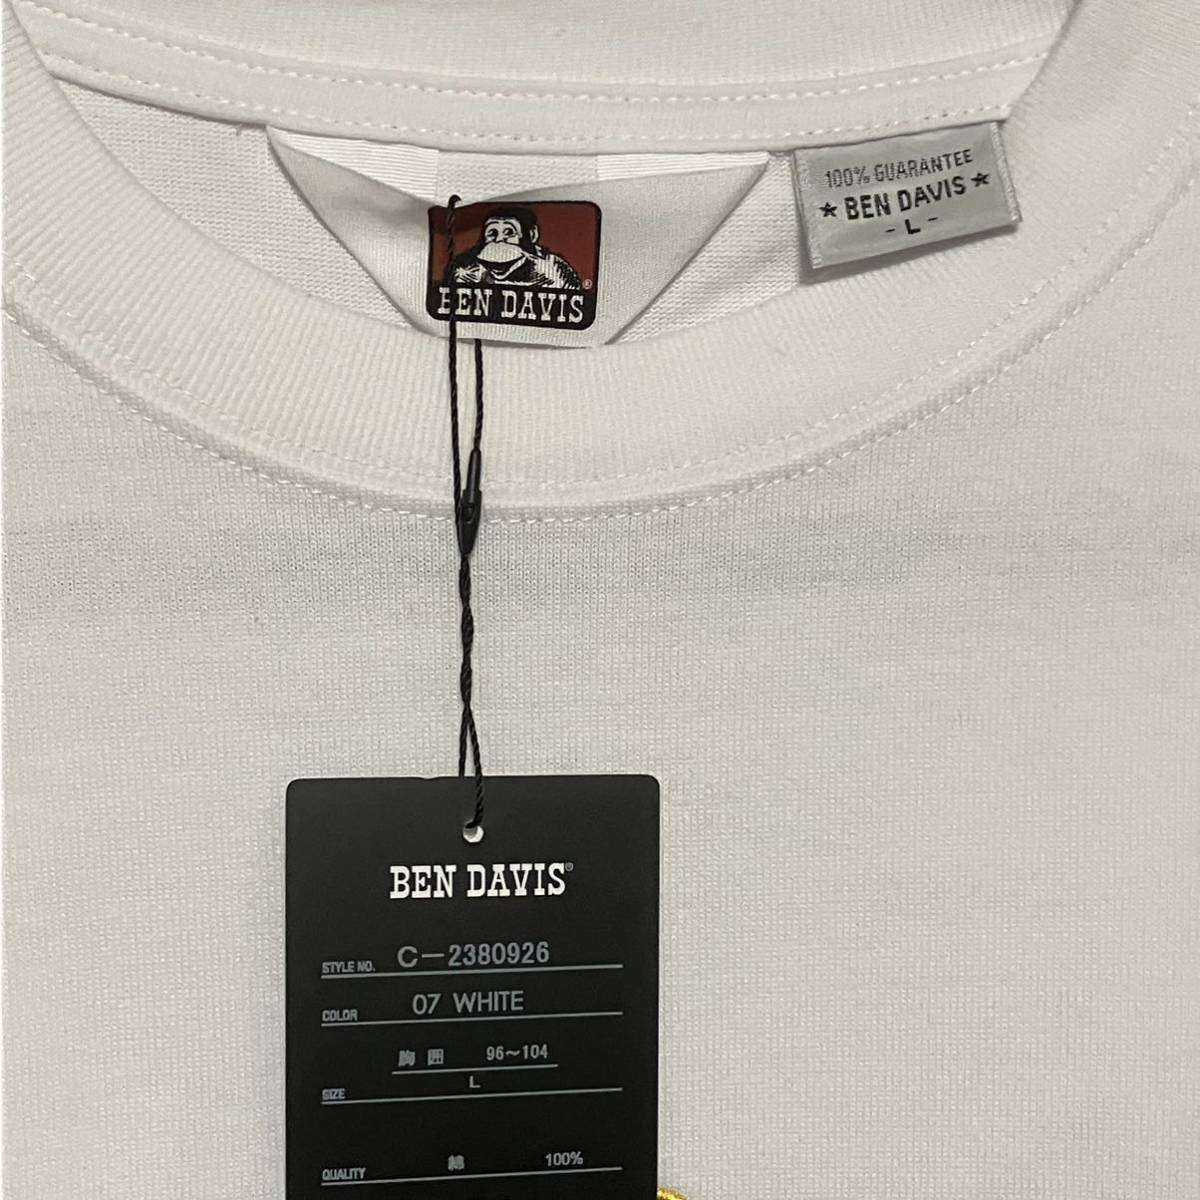 100% GUARANTEE
★ BEN DAVIS ★
- L -
BEN DAVIS®
BEN DAVIS®
STYLE NO. C-2380926
COLOR 07 WHITE
胸囲 96～104
L
SIZE
QUALITY 綿 100%